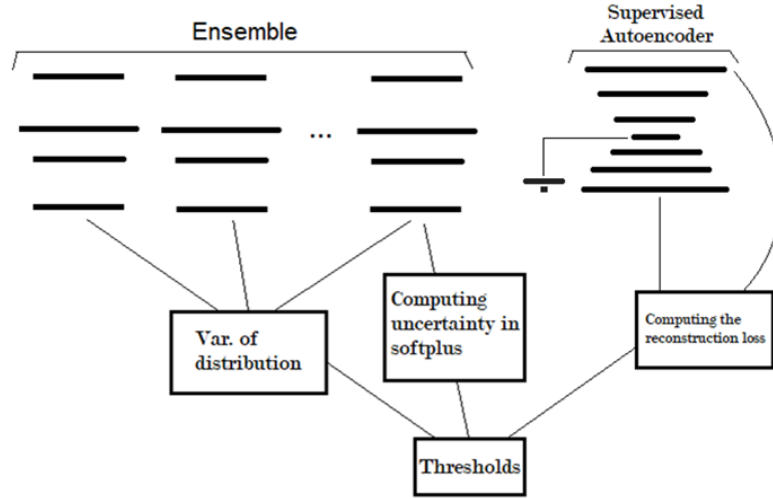 Ensemble
Supervised
Autoencoder
...
Var. of
distribution
Computing
uncertainty in
softplus
Computing the
reconstruction loss
Thresholds